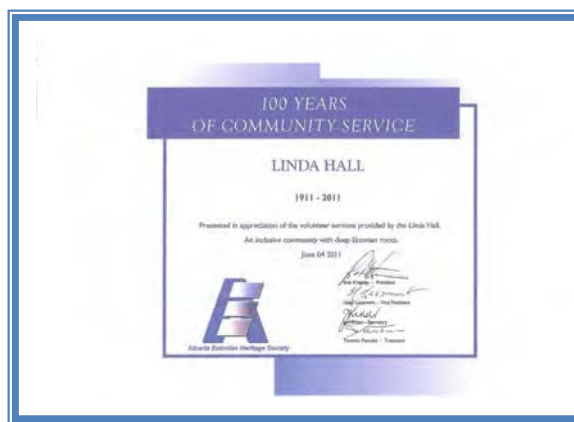 100 YEARS
OF COMMUNITY SERVICE
LINDA HALL
1911 - 2011
Presented in appreciation of the volunteer services provided by the Linda Hall.
An inclusive community with deep Estonian roots.
June 04 2011
President
Vice President
Secretary
Treasurer
Alberta Estonian Heritage Society